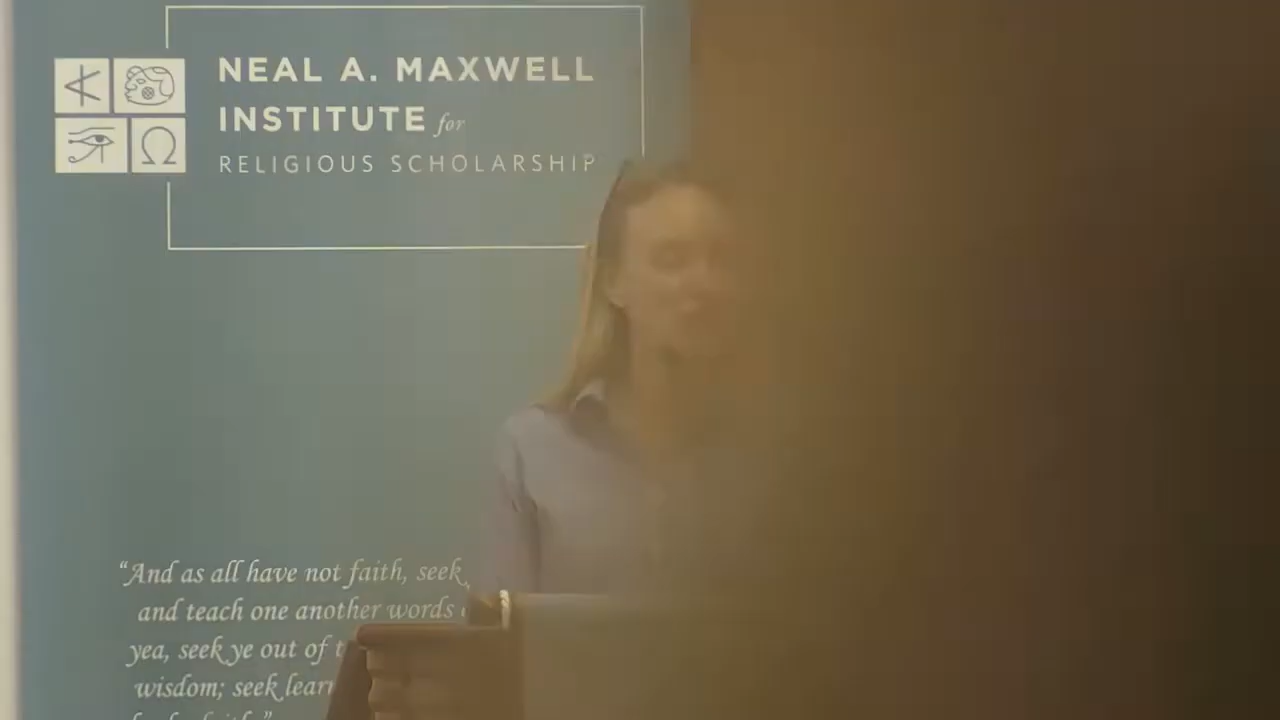 NEAL A. MAXWELL
INSTITUTE for
RELIGIOUS SCHOLARSHIP
“And as all have not faith, seek
and teach one another words
yea, seek ye out of
wisdom; seek